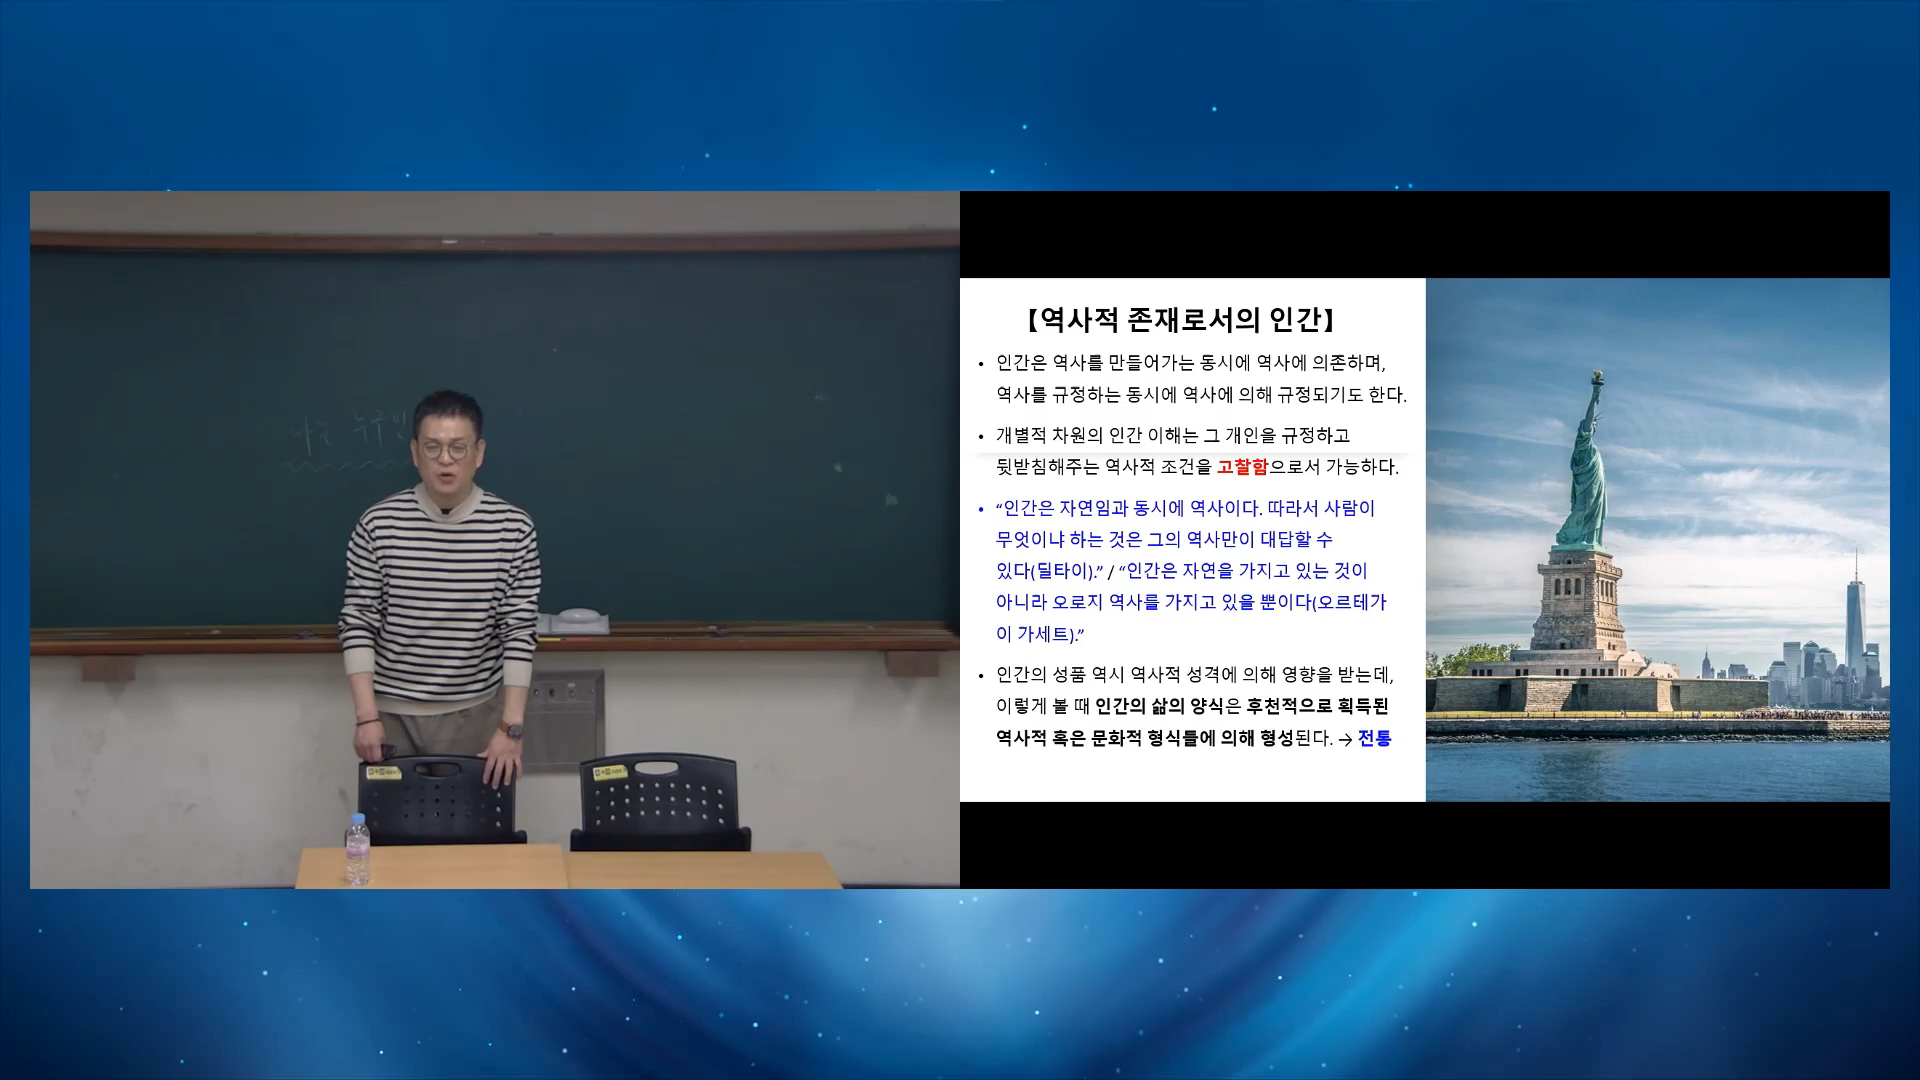 나는 누구인
【역사적 존재로서의 인간】
• 인간은 역사를 만들어가는 동시에 역사에 의존하며,
역사를 규정하는 동시에 역사에 의해 규정되기도 한다.
• 개별적 차원의 인간 이해는 그 개인을 규정하고
뒷받침해주는 역사적 조건을 고찰함으로서 가능하다.
• “인간은 자연임과 동시에 역사이다. 따라서 사람이
무엇이냐 하는 것은 그의 역사만이 대답할 수
있다(딜타이).” / “인간은 자연을 가지고 있는 것이
아니라 오로지 역사를 가지고 있을 뿐이다(오르테가
이 가세트).”
• 인간의 성품 역시 역사적 성격에 의해 영향을 받는데,
이렇게 볼 때 인간의 삶의 양식은 후천적으로 획득된
역사적 혹은 문화적 형식들에 의해 형성된다. → 전통